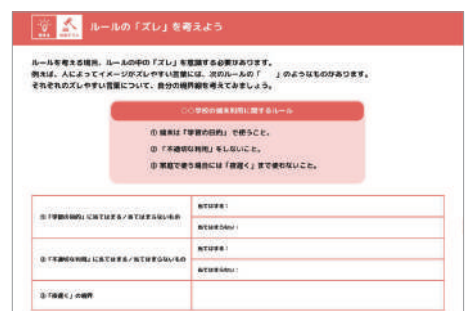 ルールの「ズレ」を考えよう
ルールを考える場合、ルールの中の「ズレ」を意識する必要があります。
例えば、人によってイメージがズレやすい言葉には、次のルールの「　」のようなものがあります。
それぞれのズレやすい言葉について、自分の境界線を考えてみましょう。
○○学校の端末利用に関するルール
① 端末は「学習の目的」で使うこと。
② 「不適切な利用」をしないこと。
③ 家庭で使う場合には「夜遅く」まで使わないこと。
①「学習の目的」に当てはまる／当てはまらないもの
当てはまる：
当てはまらない：
②「不適切な利用」に当てはまる／当てはまらないもの
当てはまる：
当てはまらない：
③「夜遅く」の境界